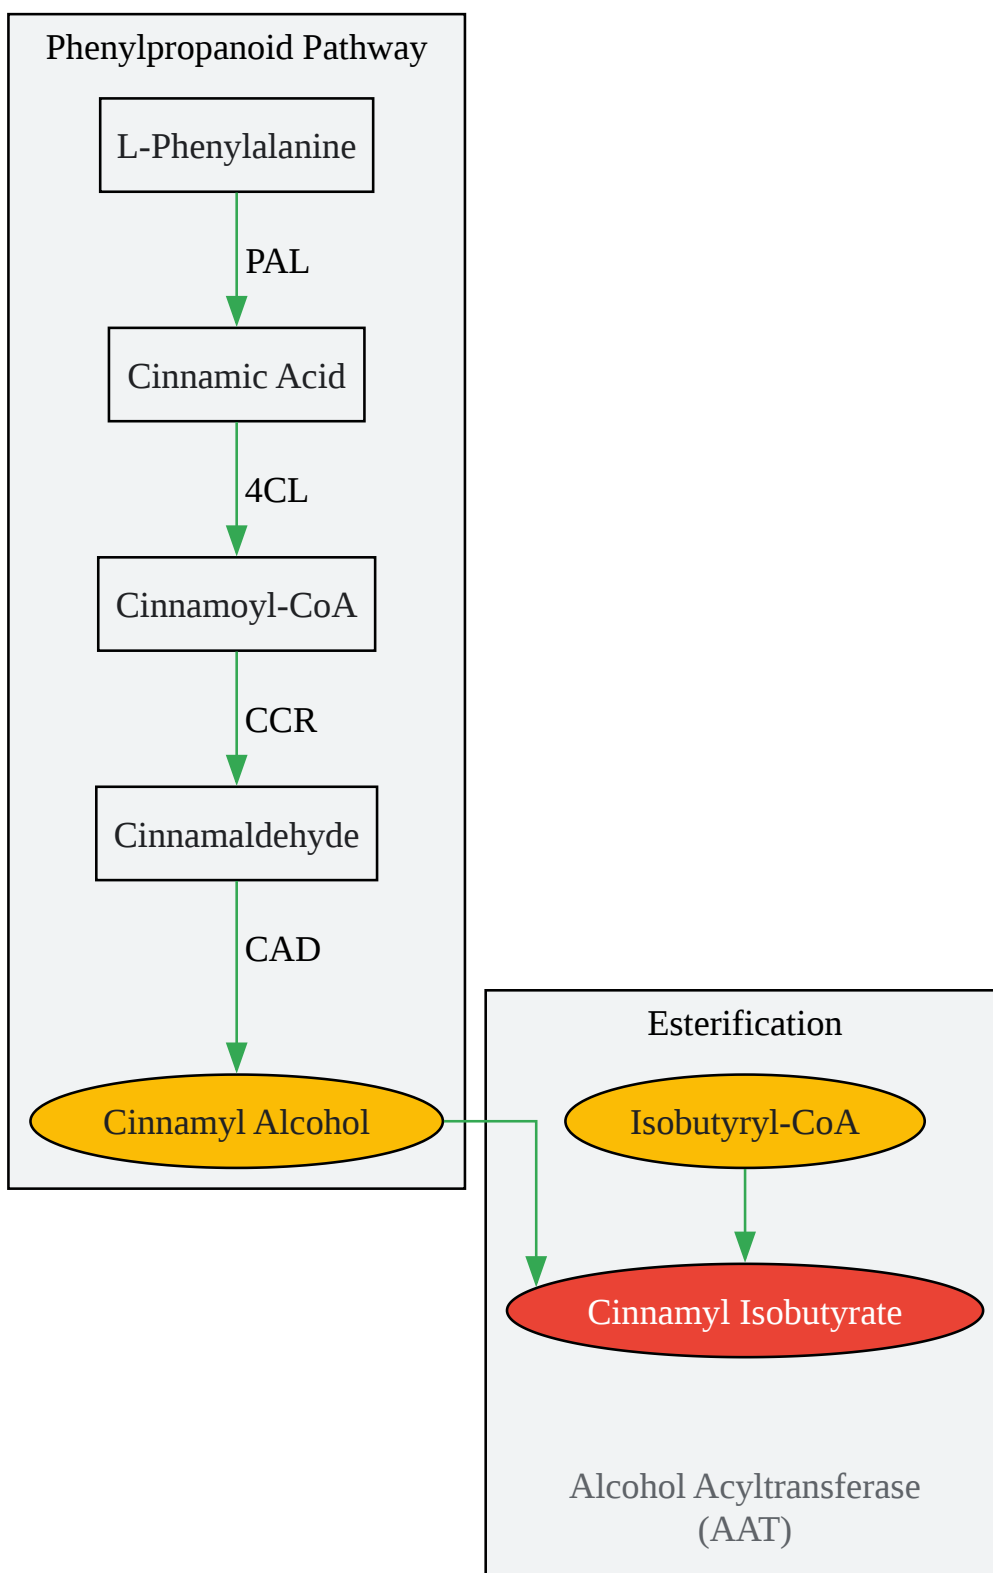 Phenylpropanoid Pathway
L-Phenylalanine
PAL
Cinnamic Acid
4CL
Cinnamoyl-CoA
CCR
Cinnamaldehyde
CAD
Cinnamyl Alcohol
Esterification
Isobutyryl-CoA
Cinnamyl Isobutyrate
Alcohol Acyltransferase
(AAT)